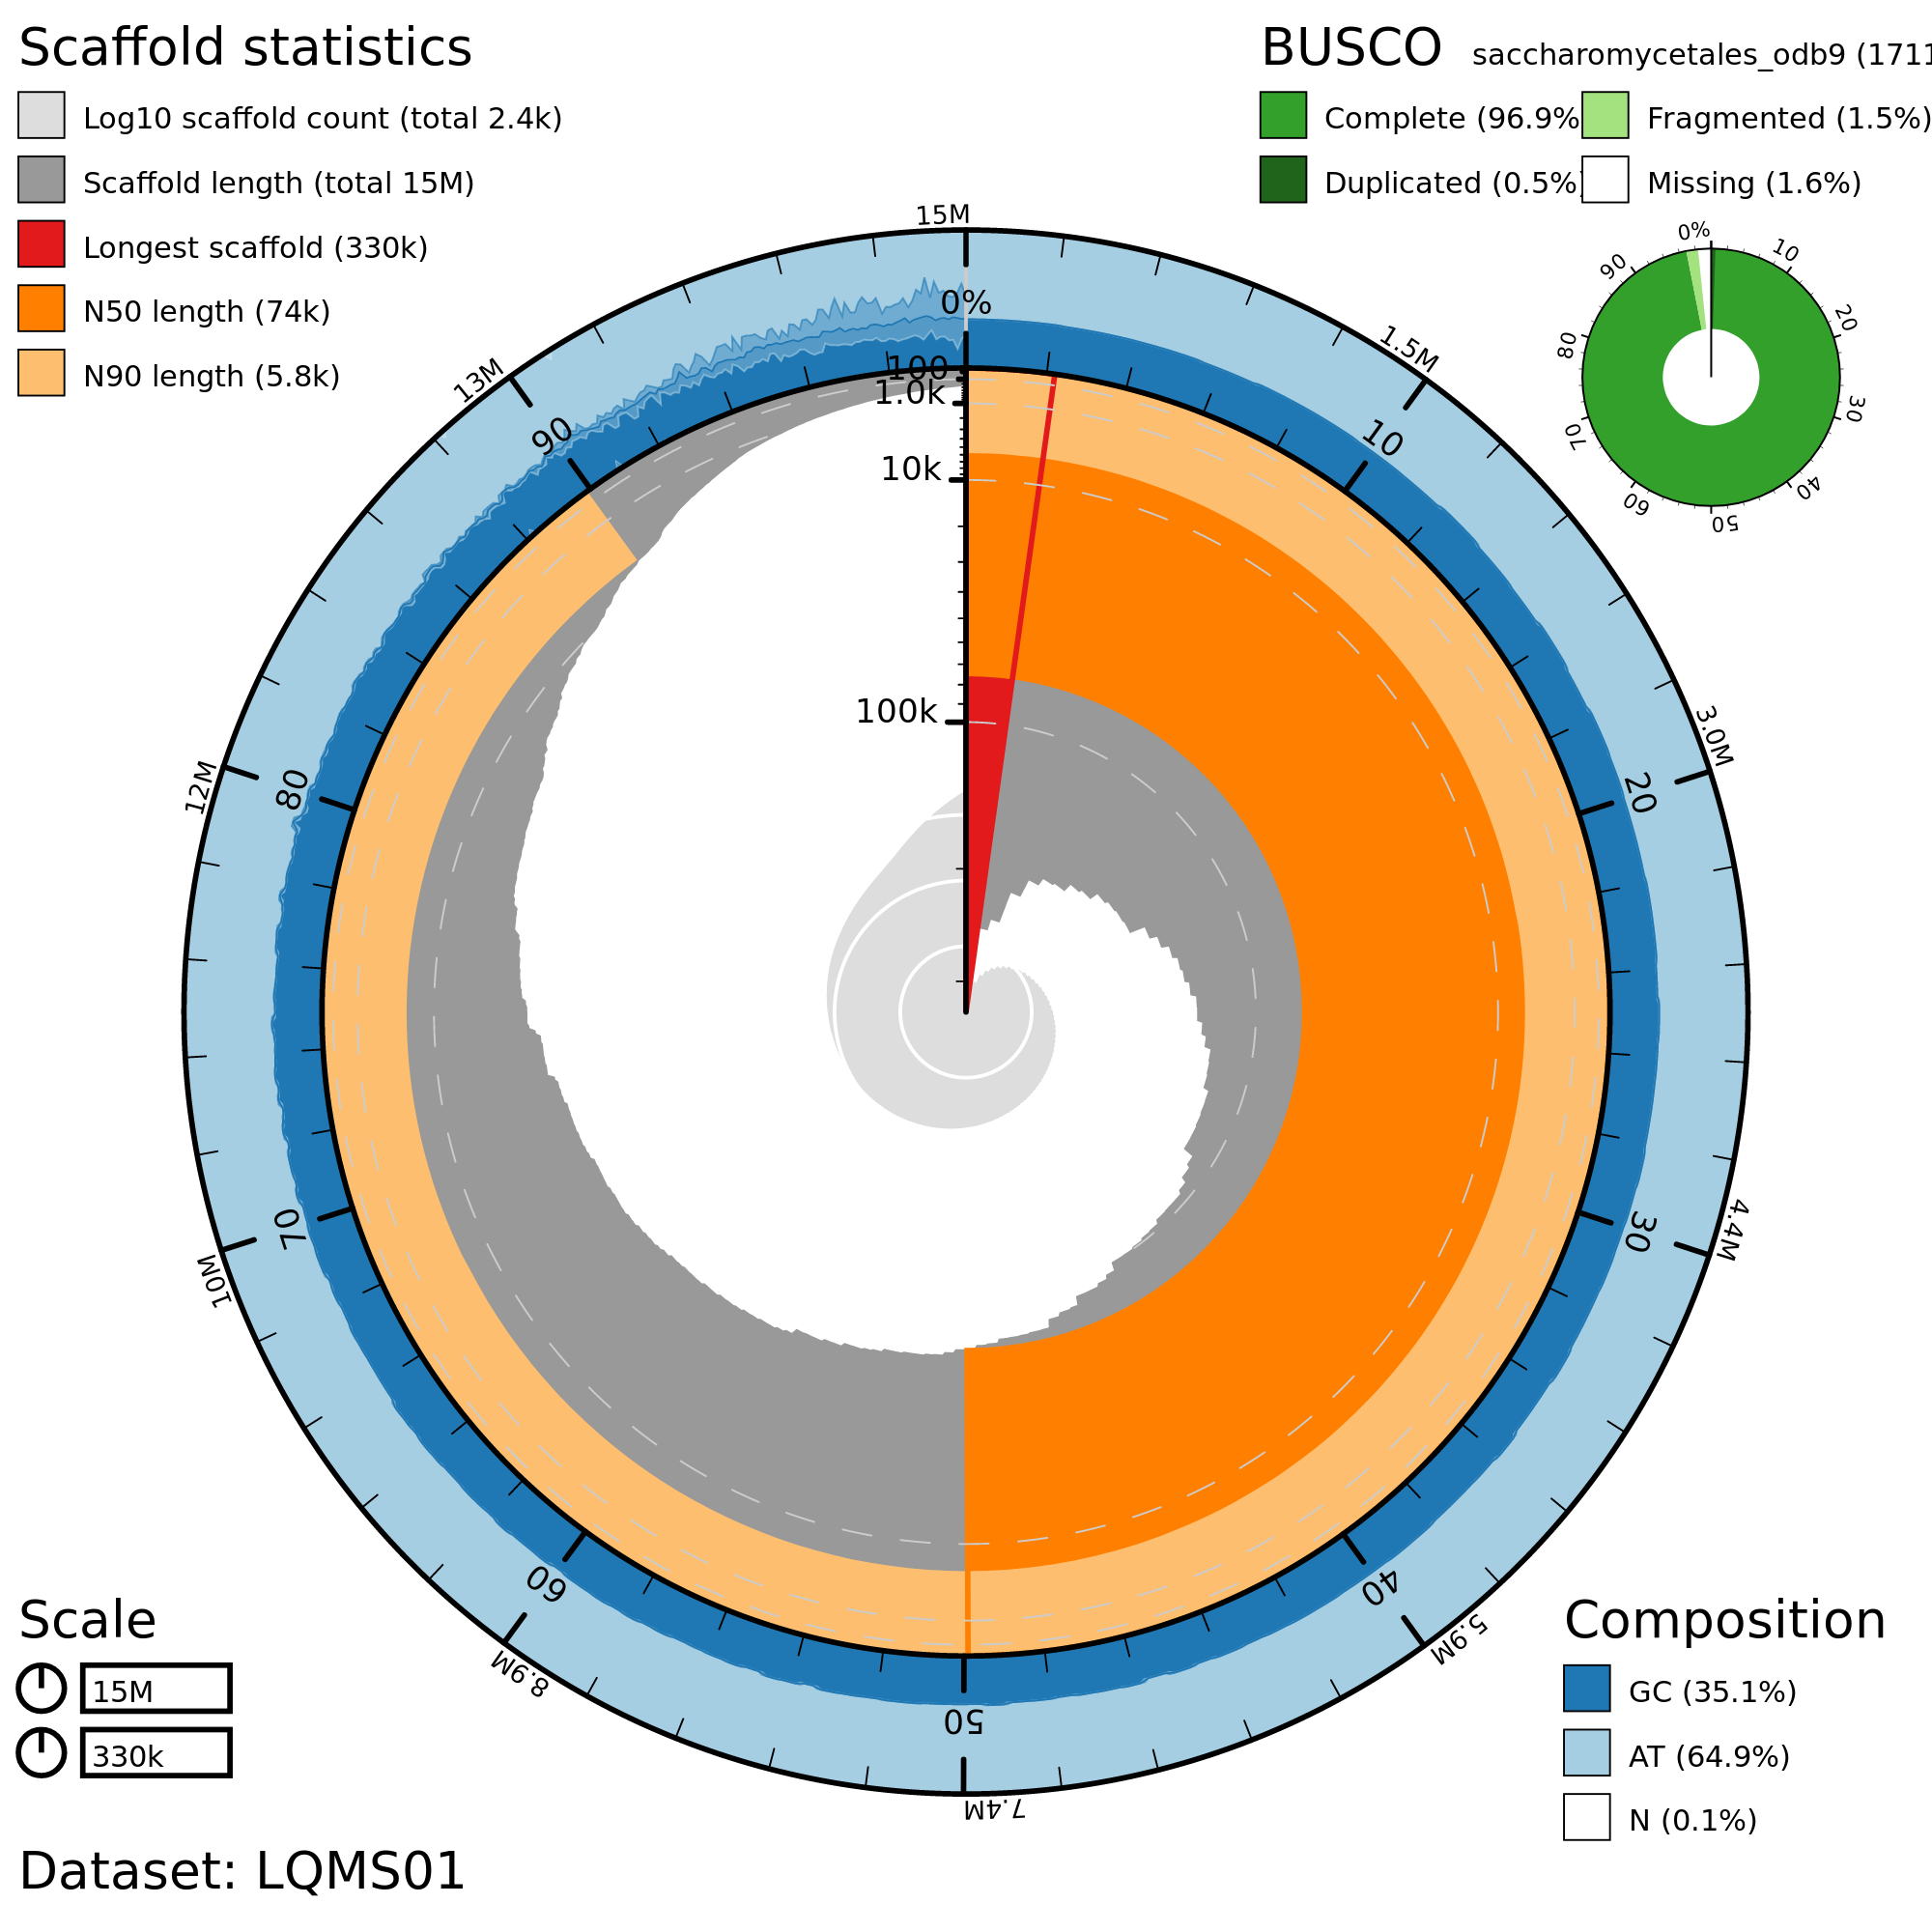 Scaffold statistics
Log10 scaffold count (total 2.4k)
Scaffold length (total 15M)
Longest scaffold (330k)
N50 length (74k)
N90 length (5.8k)
BUSCO saccharomycetales_odb9 (1711
Complete (96.9%
Fragmented (1.5%)
Duplicated (0.5%)
Missing (1.6%)
0%
10
20
30
40
50
60
70
80
90
15M
1.5M
3.0M
4.4M
5.9M
7.4M
8.9M
10M
12M
13M
0%
10
20
30
40
50
60
70
80
90
100
1.0k
10k
100k
Scale
15M
330k
Composition
GC (35.1%)
AT (64.9%)
N (0.1%)
Dataset: LQMS01